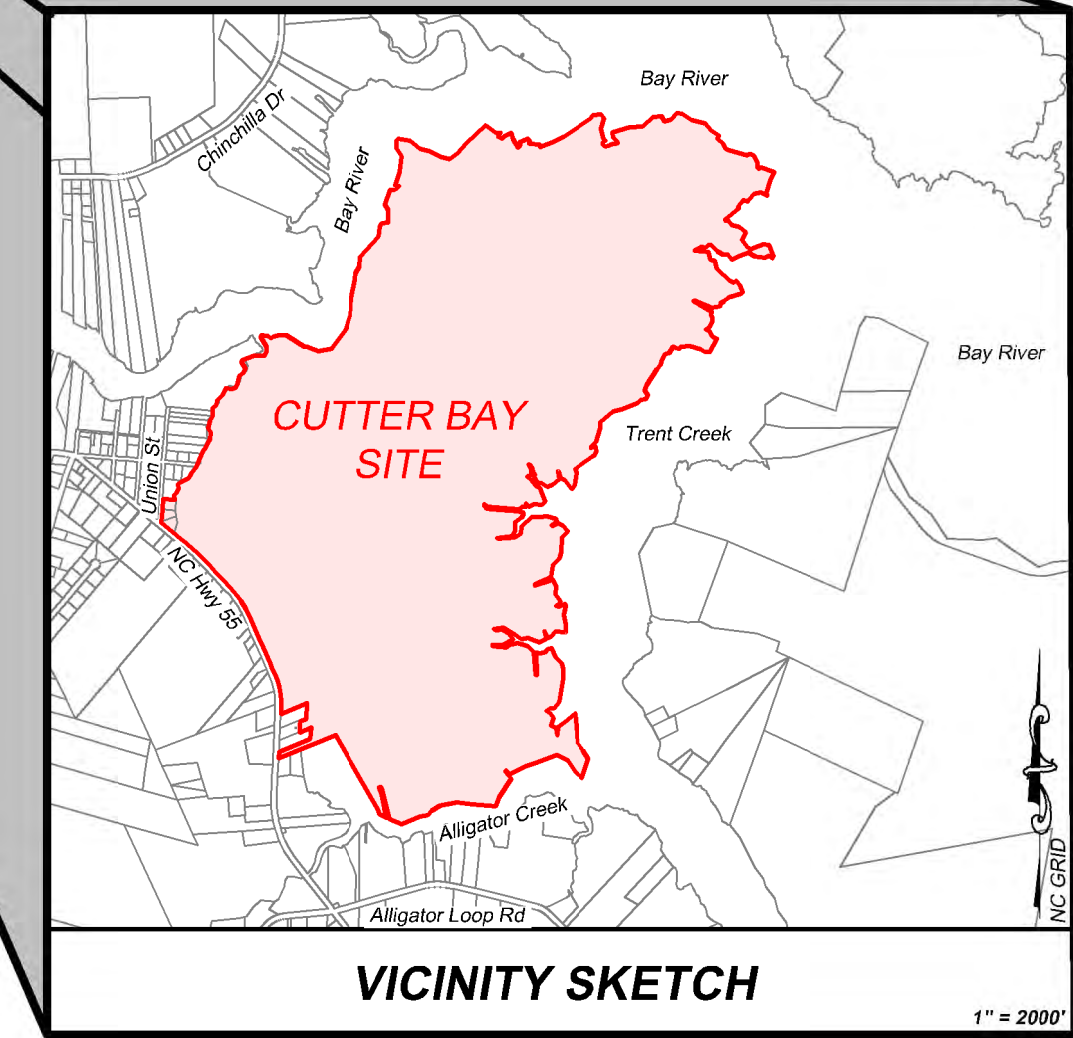 Bay River
Chinchilla Dr
Bay River
Bay River
CUTTER BAY
SITE
Trent Creek
Union St
NC Hwy 55
Alligator Creek
Alligator Loop Rd
NC GRID
VICINITY SKETCH
1" = 2000'